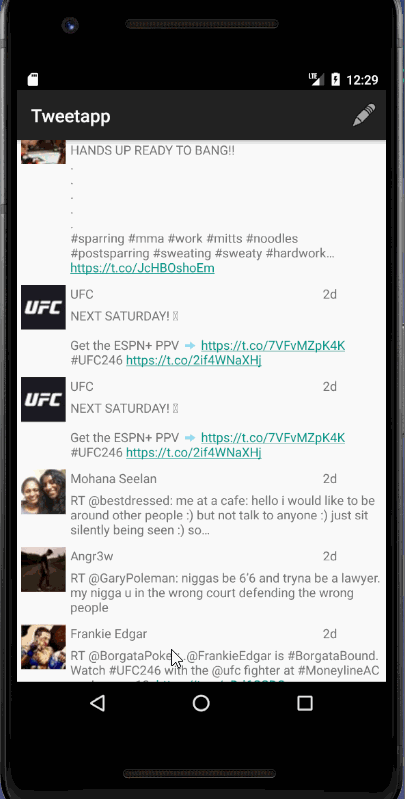 LTE 12:29
Tweetapp
HANDS UP READY TO BANG!!
.
.
.
.
.
#sparring #mma #work #mitts #noodles
#postsparring #sweating #sweaty #hardwork…
https://t.co/JcHBOshoEm
UFC 2d
UFC
NEXT SATURDAY!
Get the ESPN+ PPV ➡ https://t.co/7VFvMZpK4K
#UFC246 https://t.co/2if4WNaXHj
UFC 2d
UFC
NEXT SATURDAY!
Get the ESPN+ PPV ➡ https://t.co/7VFvMZpK4K
#UFC246 https://t.co/2if4WNaXHj
Mohana Seelan 2d
RT @bestdressed: me at a cafe: hello i would like to be
around other people :) but not talk to anyone :) just sit
silently being seen :) so…
Angr3w 2d
RT @GaryPoleman: niggas be 6'6 and tryna be a lawyer.
my nigga u in the wrong court defending the wrong
people
Frankie Edgar 2d
RT @FrankieEdgar is #BorgataBound.
Watch #UFC246 with the @ufc fighter at #MoneylineAC